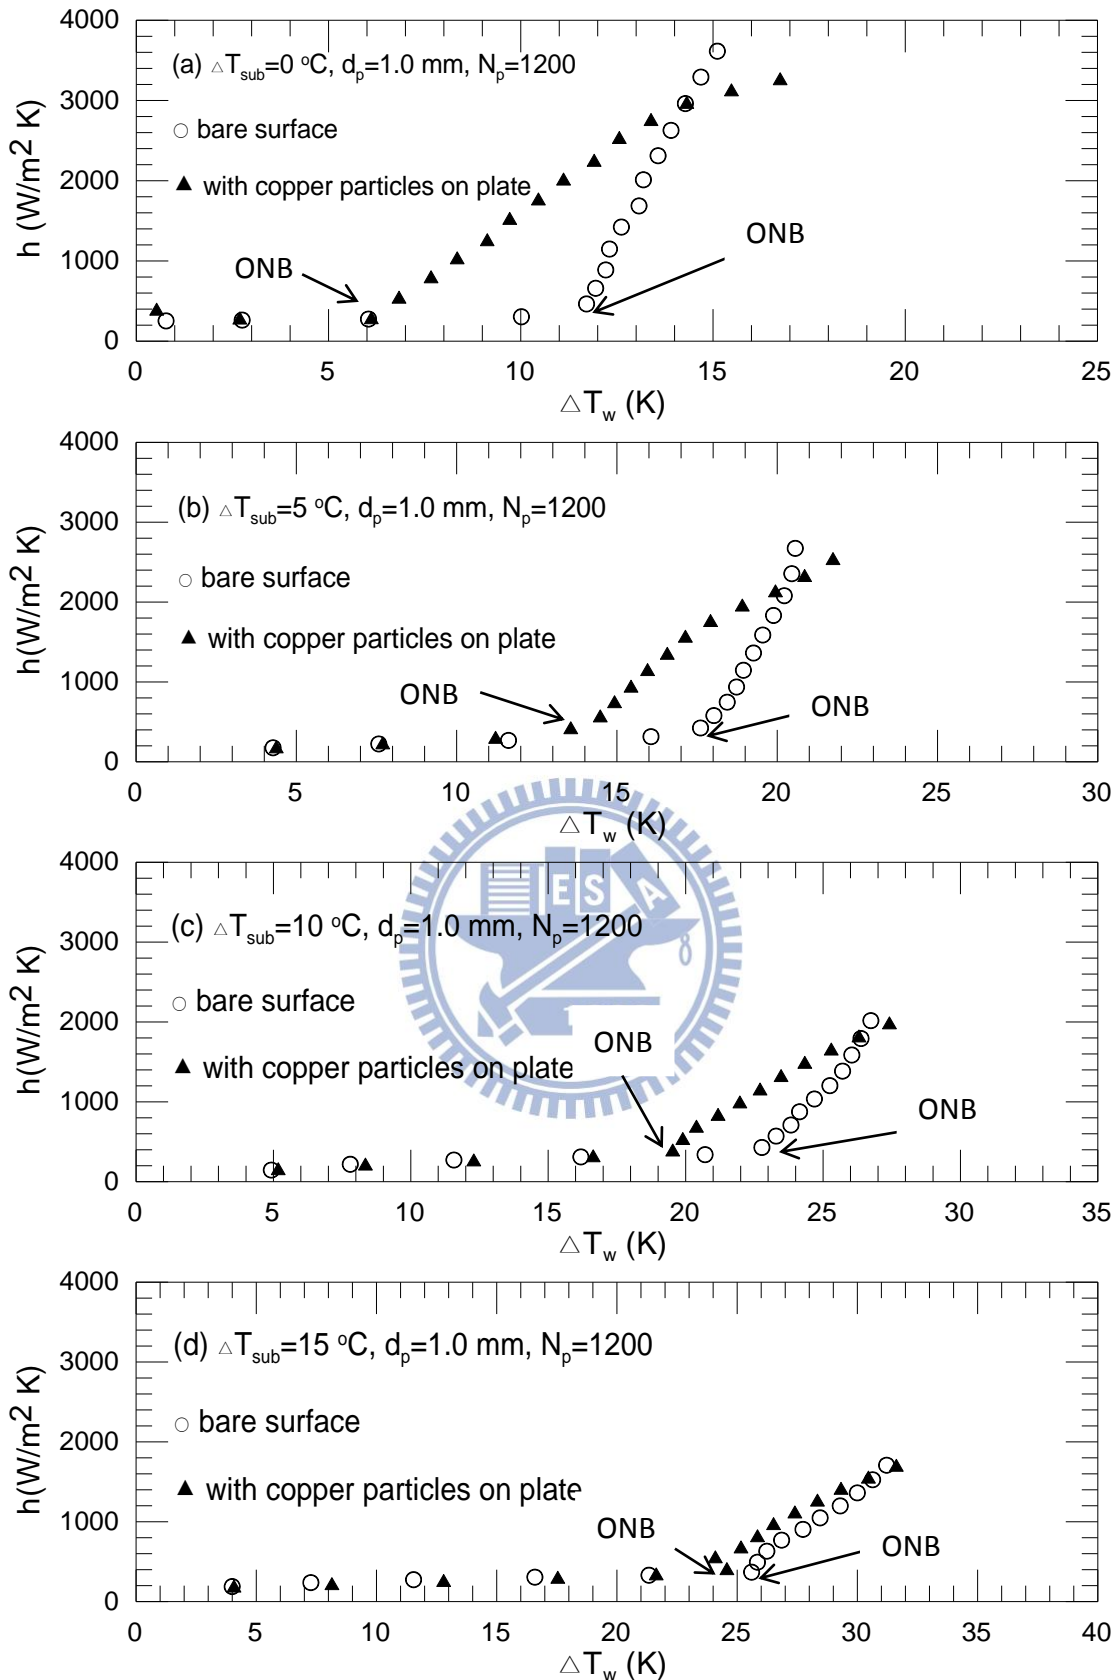 4000
(a) △T_sub=0 °C, d_p=1.0 mm, N_p=1200
3000
○ bare surface
h (W/m² K)
2000
▲ with copper particles on plate
ONB
ONB
1000
0
0 5 10 15 20 25
△T_w (K)
4000
(b) △T_sub=5 °C, d_p=1.0 mm, N_p=1200
3000
○ bare surface
h(W/m² K)
2000
▲ with copper particles on plate
ONB
1000
ONB
0
0 5 10 15 20 25 30
△T_w (K)
4000
E S A
(c) △T_sub=10 °C, d_p=1.0 mm, N_p=1200
3000
○ bare surface
h(W/m² K)
2000
ONB
▲ with copper particles on plate
1000
ONB
0
0 5 10 15 20 25 30 35
△T_w (K)
4000
(d) △T_sub=15 °C, d_p=1.0 mm, N_p=1200
3000
○ bare surface
h(W/m² K)
2000
▲ with copper particles on plate
ONB
1000
ONB
0
0 5 10 15 20 25 30 35 40
△T_w (K)